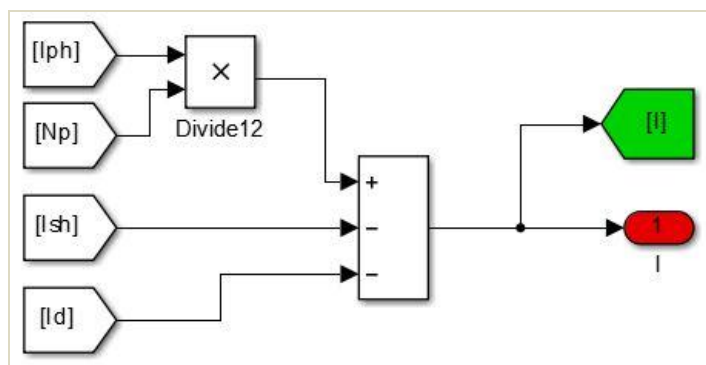 [Iph]
×
[Np]
Divide12
[Ish]
[Id]
+
−
−
[I]
1
I